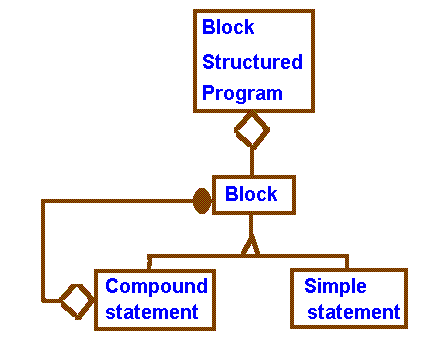 Block
Structured
Program
Block
Compound
statement
Simple
statement